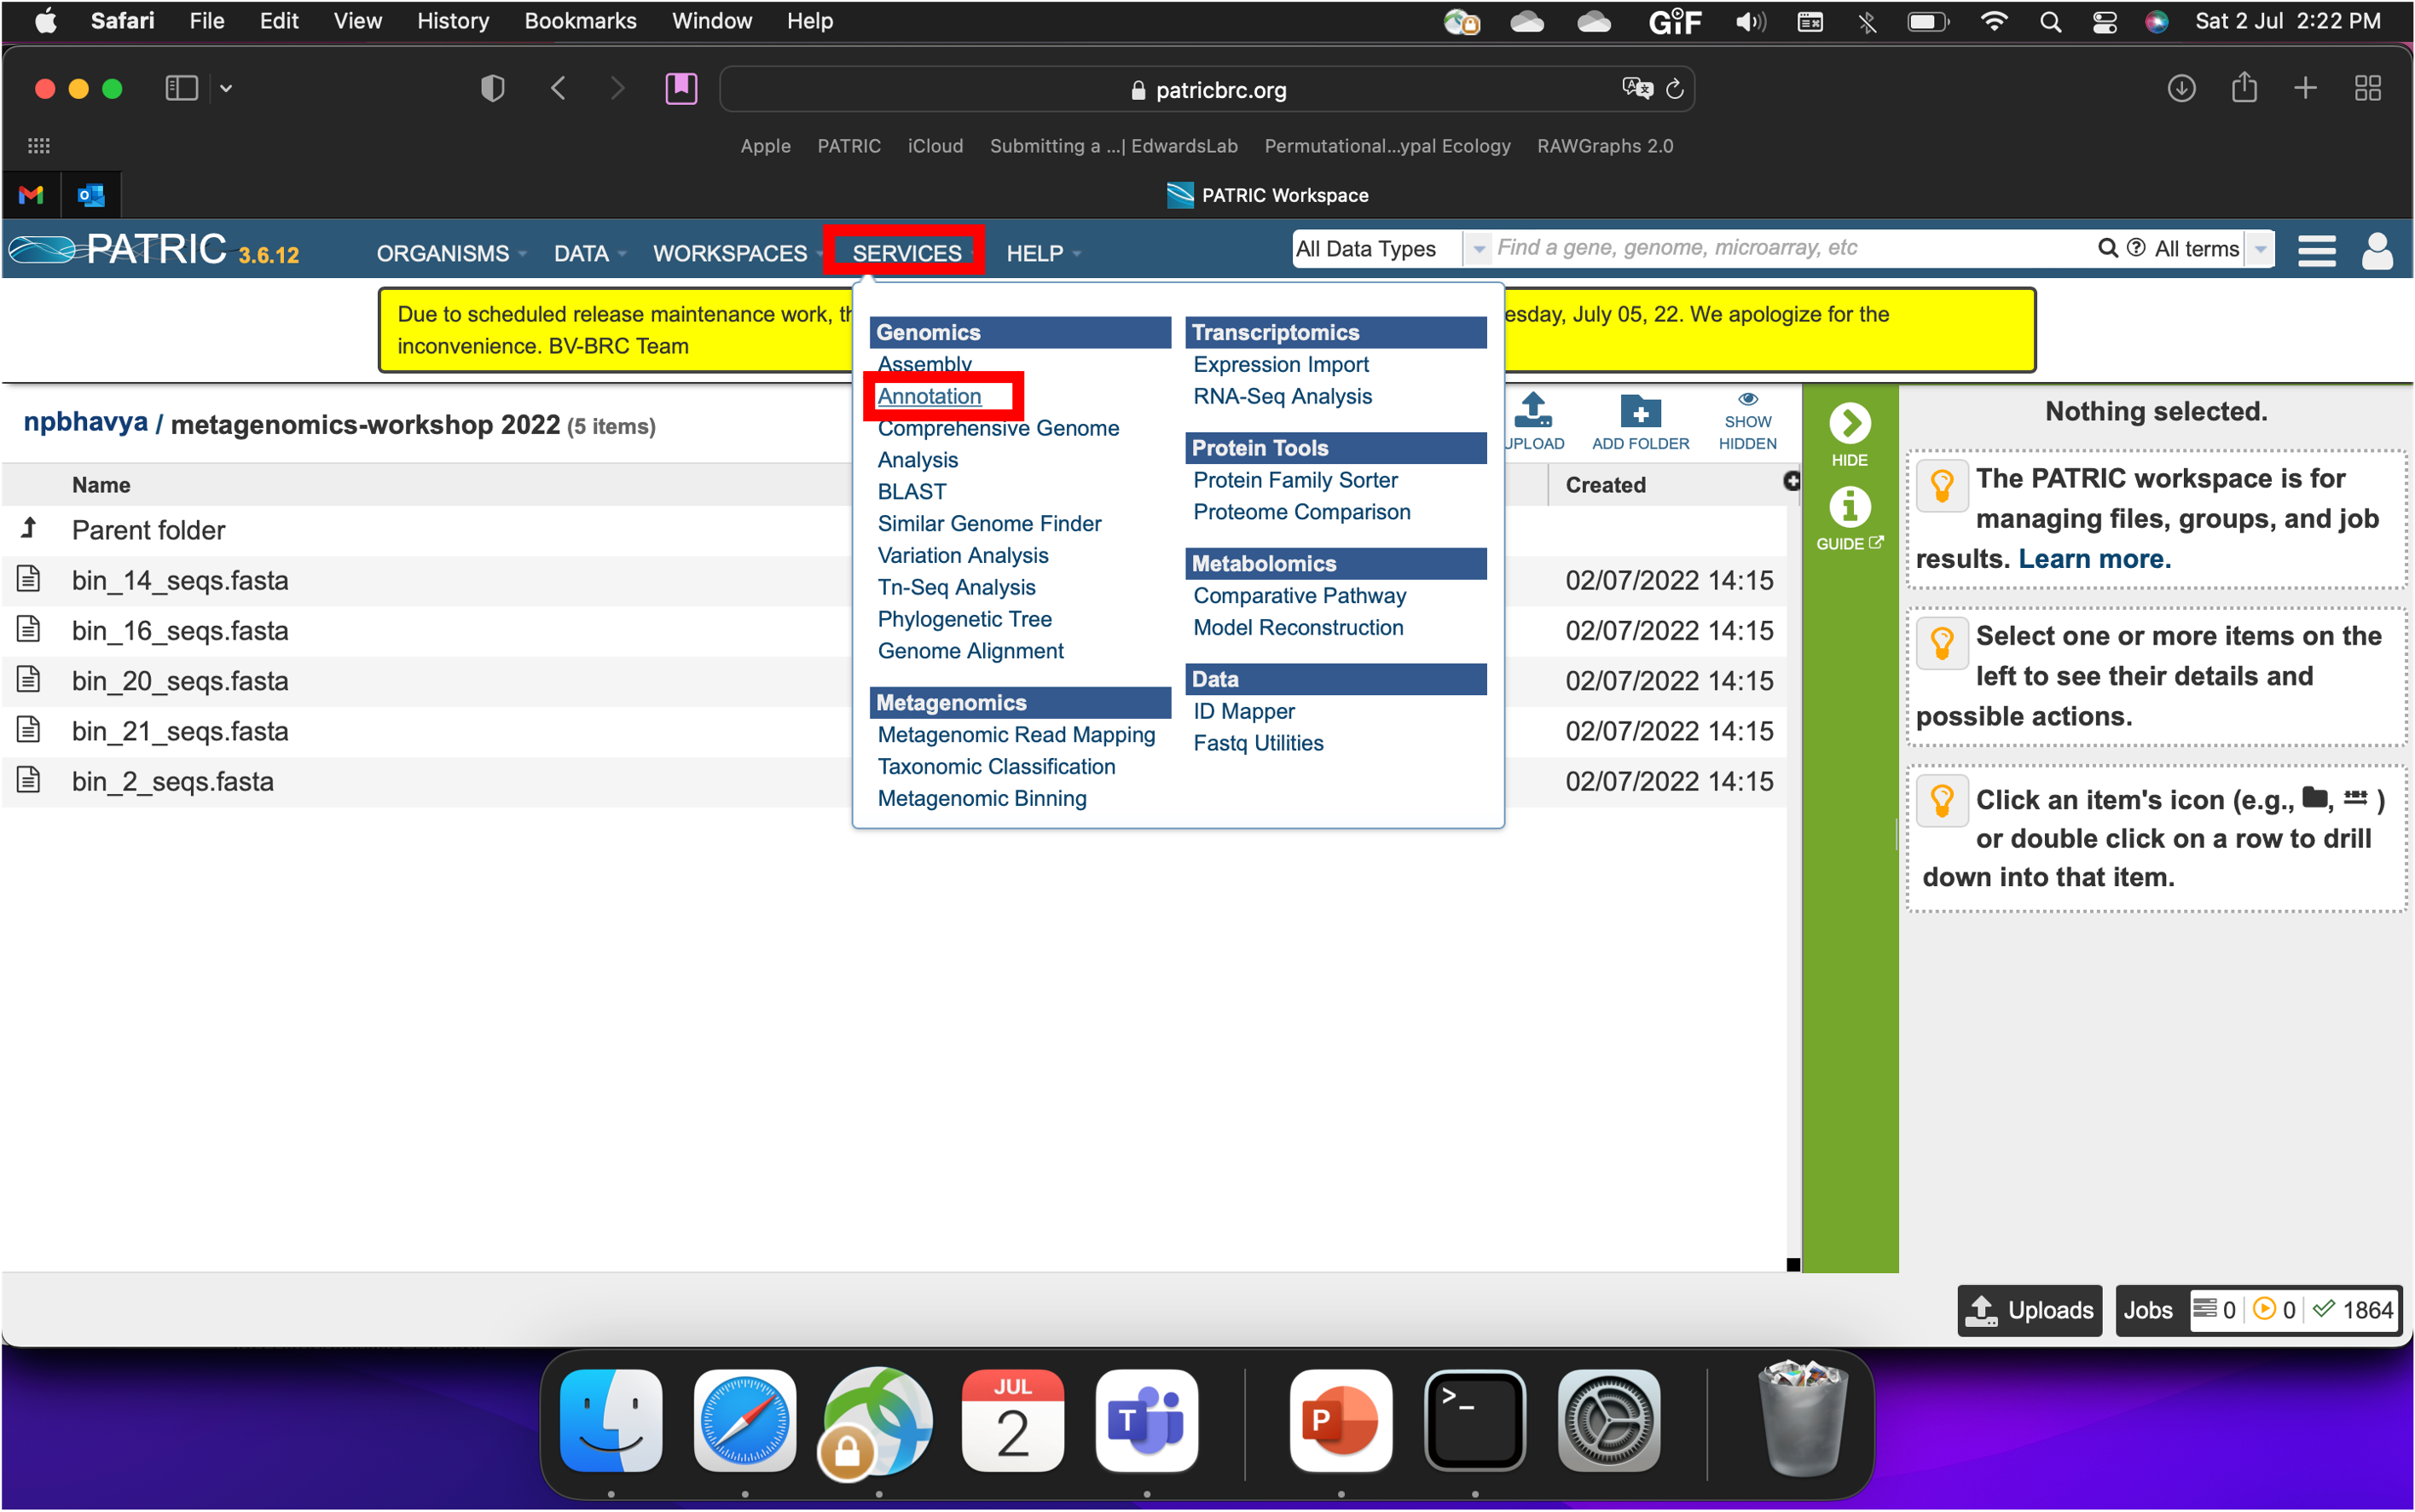 Safari File Edit View History Bookmarks Window Help GIF Sat 2 Jul 2:22 PM
patricbrc.org
Apple PATRIC iCloud Submitting a ...| EdwardsLab Permutational...ypal Ecology RAWGraphs 2.0
PATRIC Workspace
PATRIC 3.6.12 ORGANISMS DATA WORKSPACES SERVICES HELP All Data Types Find a gene, genome, microarray, etc All terms
Due to scheduled release maintenance work, th
esday, July 05, 22. We apologize for the
inconvenience. BV-BRC Team
Genomics
Assembly
Annotation
Comprehensive Genome
Analysis
BLAST
Similar Genome Finder
Variation Analysis
Tn-Seq Analysis
Phylogenetic Tree
Genome Alignment
Metagenomics
Metagenomic Read Mapping
Taxonomic Classification
Metagenomic Binning
Transcriptomics
Expression Import
RNA-Seq Analysis
Protein Tools
Protein Family Sorter
Proteome Comparison
Metabolomics
Comparative Pathway
Model Reconstruction
Data
ID Mapper
Fastq Utilities
npbhavya / metagenomics-workshop 2022 (5 items)
UPLOAD
ADD FOLDER
SHOW
HIDDEN
Name Created
Parent folder
bin_14_seqs.fasta 02/07/2022 14:15
bin_16_seqs.fasta 02/07/2022 14:15
bin_20_seqs.fasta 02/07/2022 14:15
bin_21_seqs.fasta 02/07/2022 14:15
bin_2_seqs.fasta 02/07/2022 14:15
HIDE
GUIDE
Nothing selected.
The PATRIC workspace is for
managing files, groups, and job
results. Learn more.
Select one or more items on the
left to see their details and
possible actions.
Click an item's icon (e.g., , )
or double click on a row to drill
down into that item.
Uploads Jobs 0 0 1864
JUL
2
T
P
>_